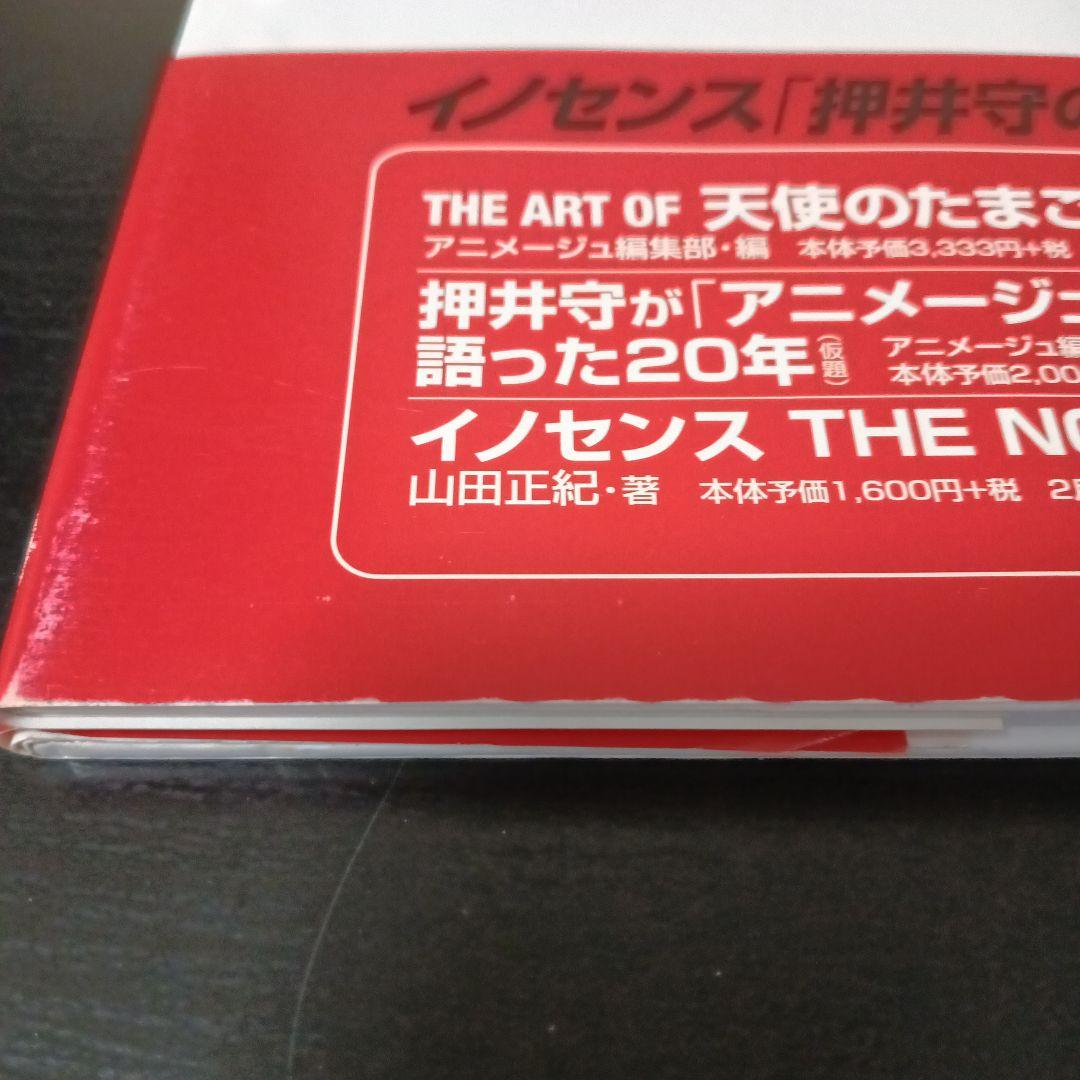 イノセンス「押井守の
THE ART OF 天使のたまご
アニメージュ編集部・編 本体予価3,333円+税
押井守が「アニメージュ
語った20年(仮題) アニメージュ編
本体予価2,00
イノセンス THE NO
山田正紀・著 本体予価1,600円+税 2月